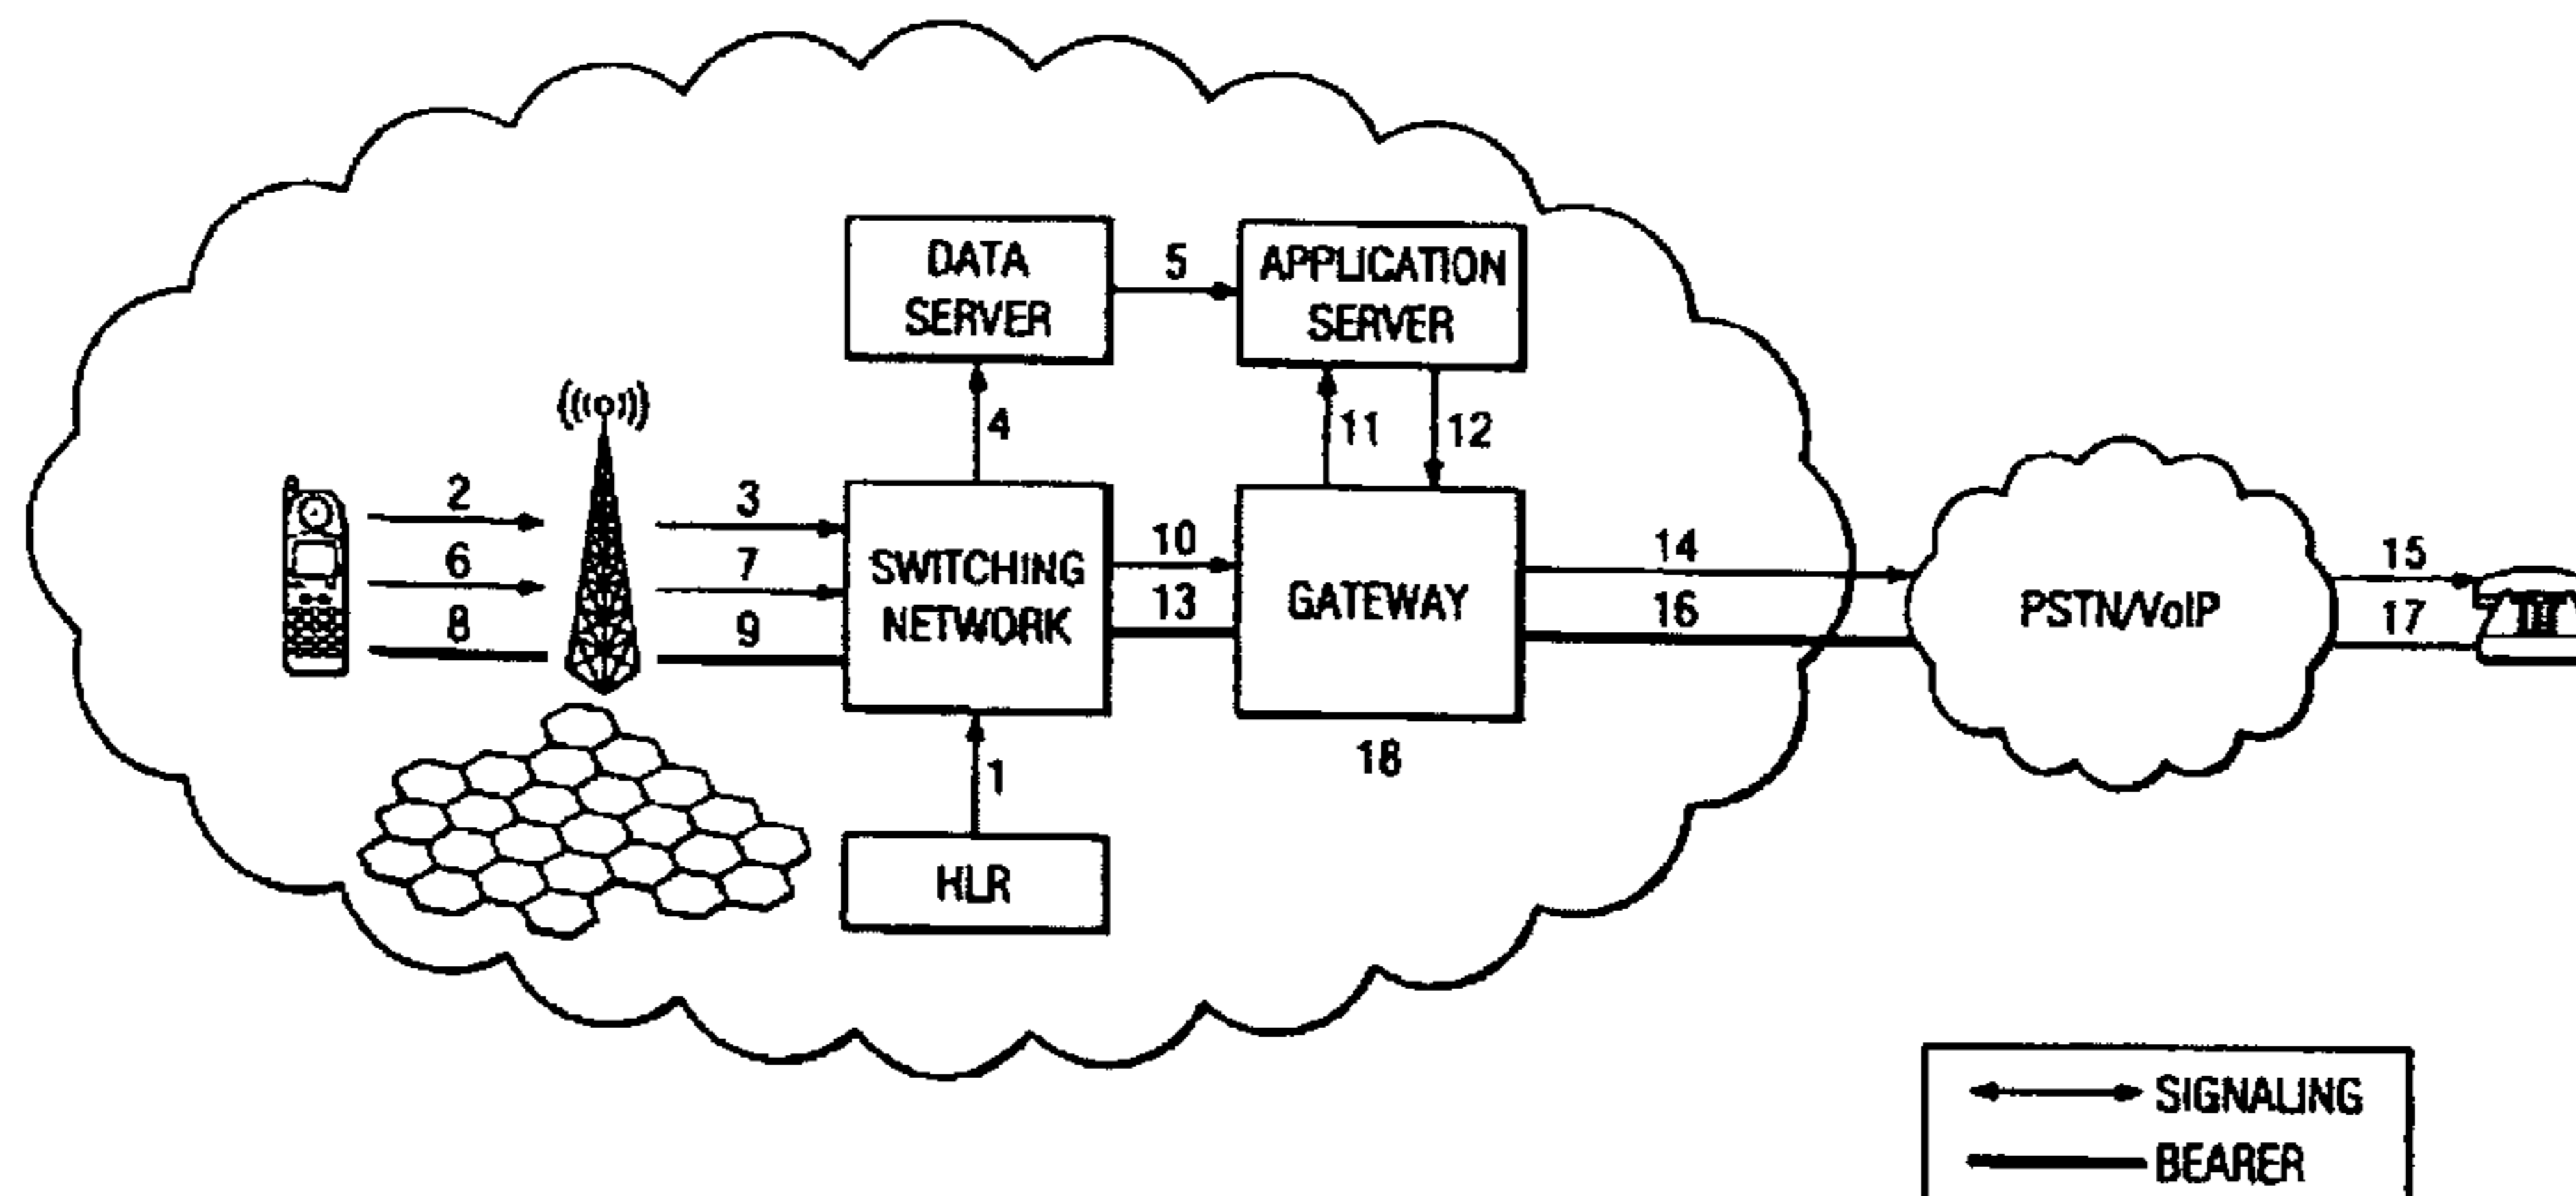 DATA
SERVER
5
APPLICATION
SERVER
4
11
12
2
3
6
7
8
9
SWITCHING
NETWORK
10
13
GATEWAY
14
16
PSTN/VoIP
15
17
18
1
HLR
SIGNALING
BEARER